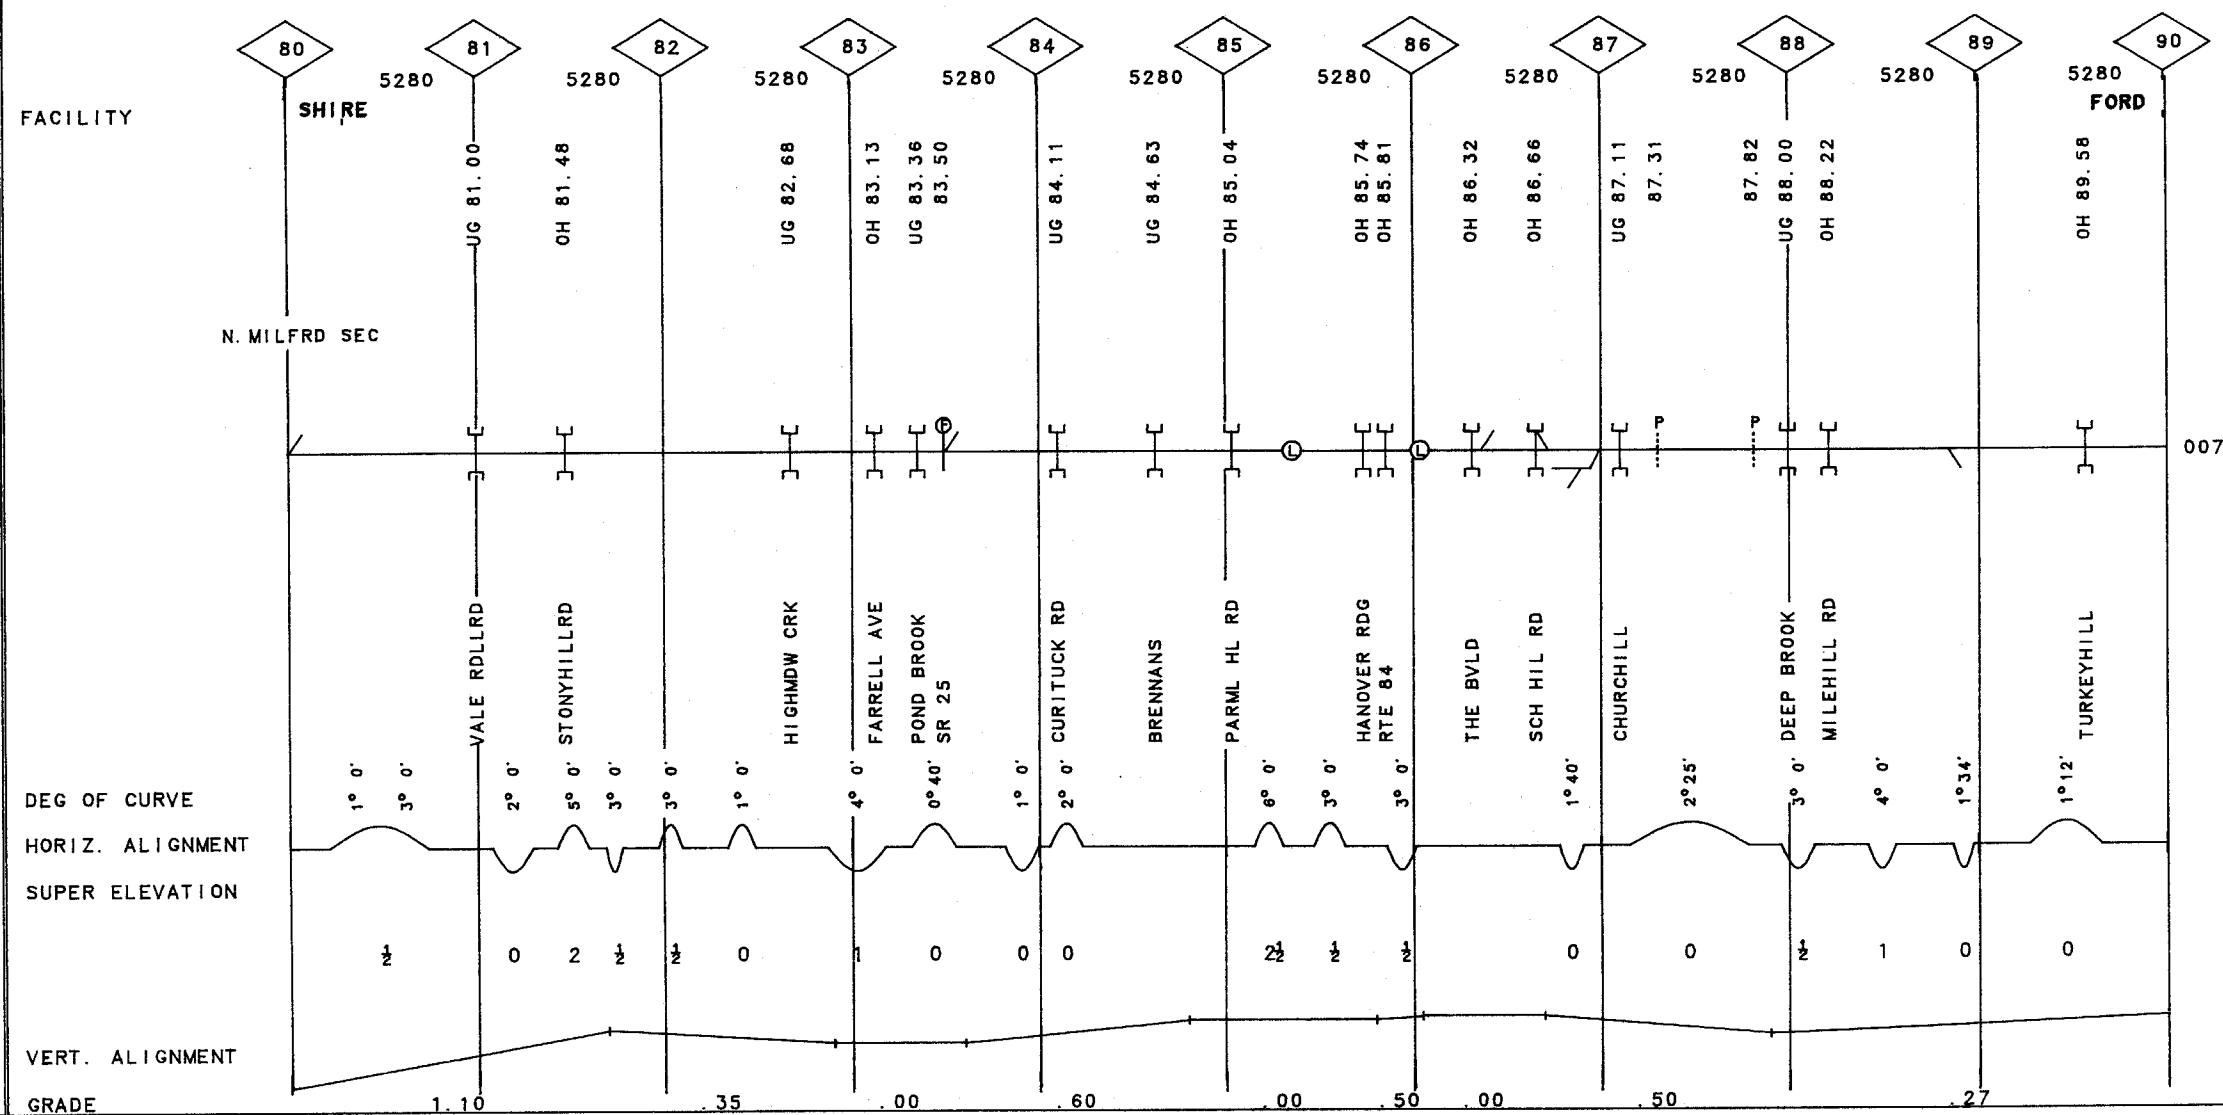 80 81 82 83 84 85 86 87 88 89 90
5280 5280 5280 5280 5280 5280 5280 5280 5280 5280
FACILITY SHIRE FORD
UG 81.00
OH 81.48
UG 82.68
OH 83.13
UG 83.36
83.50
UG 84.11
UG 84.63
OH 85.04
OH 85.74
OH 85.81
OH 86.32
OH 86.66
UG 87.11
87.31
87.82
UG 88.00
OH 88.22
OH 89.58
N. MILFRD SEC
F L L P P
007
VALE RDLLRD
STONYHILLRD
HIGHMDW CRK
FARRELL AVE
POND BROOK
SR 25
CURITUCK RD
BRENNANS
PARML HL RD
HANOVER RDG
RTE 84
THE BVLD
SCH HIL RD
CHURCHILL
DEEP BROOK
MILEHILL RD
TURKEYHILL
DEG OF CURVE 1° 0' 3° 0' 2° 0' 5° 0' 3° 0' 3° 0' 1° 0' 4° 0' 0° 40' 1° 0' 2° 0' 6° 0' 3° 0' 3° 0' 1° 40' 2° 25' 3° 0' 4° 0' 1° 34' 1° 12'
HORIZ. ALIGNMENT
SUPER ELEVATION
½ 0 2 ½ ½ 0 1 0 0 0 2½ ½ ½ 0 0 ½ 1 0 0
VERT. ALIGNMENT
GRADE 1.10 .35 .00 .60 .00 .50 .00 .50 .27